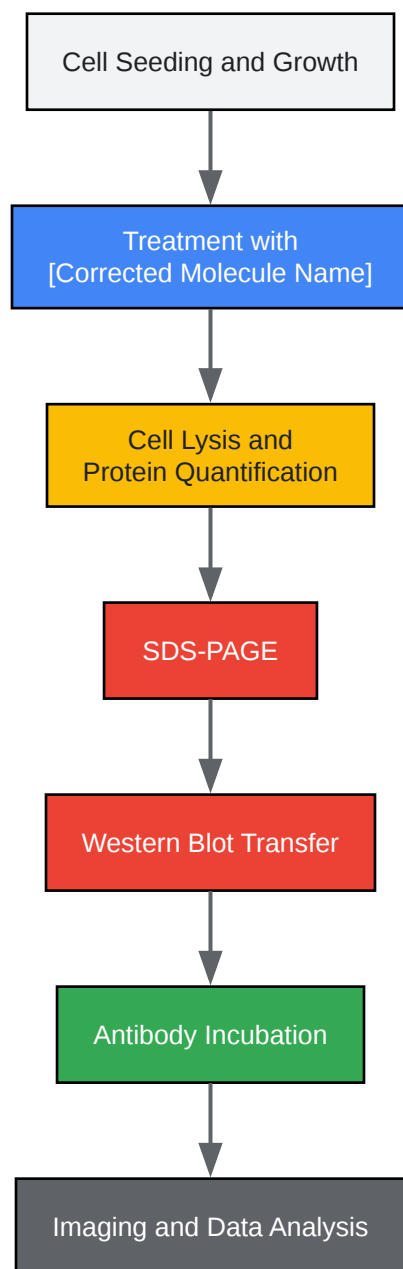 Cell Seeding and Growth
Treatment with
[Corrected Molecule Name]
Cell Lysis and
Protein Quantification
SDS-PAGE
Western Blot Transfer
Antibody Incubation
Imaging and Data Analysis